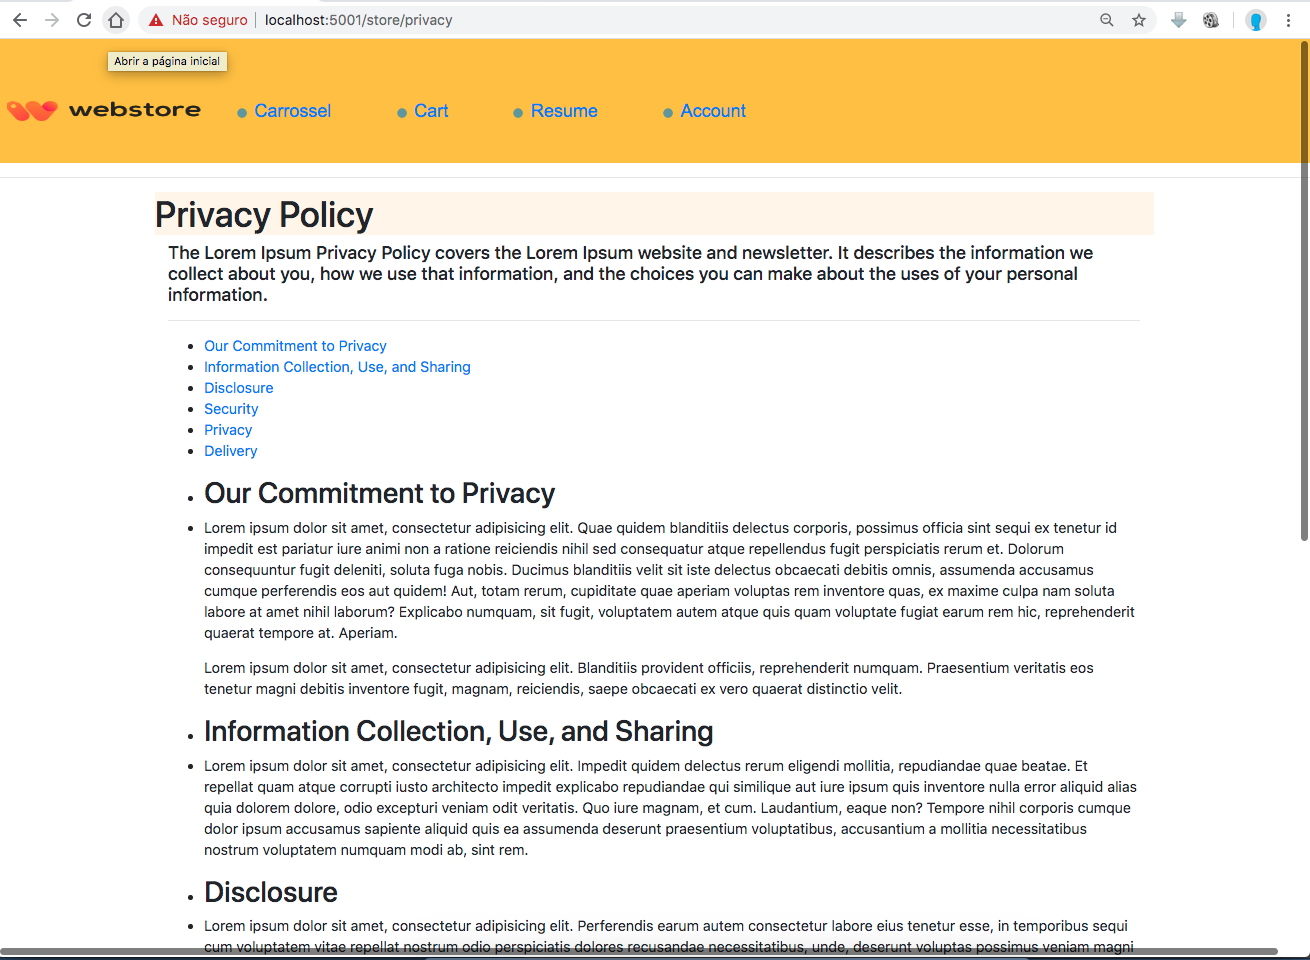 Não seguro localhost:5001/store/privacy
Abrir a página inicial
webstore Carrossel Cart Resume Account
Privacy Policy
The Lorem Ipsum Privacy Policy covers the Lorem Ipsum website and newsletter. It describes the information we
collect about you, how we use that information, and the choices you can make about the uses of your personal
information.
Our Commitment to Privacy
Information Collection, Use, and Sharing
Disclosure
Security
Privacy
Delivery
Our Commitment to Privacy
Lorem ipsum dolor sit amet, consectetur adipisicing elit. Quae quidem blanditiis delectus corporis, possimus officia sint sequi ex tenetur id
impedit est pariatur iure animi non a ratione reiciendis nihil sed consequatur atque repellendus fugit perspiciatis rerum et. Dolorum
consequuntur fugit deleniti, soluta fuga nobis. Ducimus blanditiis velit sit iste delectus obcaecati debitis omnis, assumenda accusamus
cumque perferendis eos aut quidem! Aut, totam rerum, cupiditate quae aperiam voluptas rem inventore quas, ex maxime culpa nam soluta
labore at amet nihil laborum? Explicabo numquam, sit fugit, voluptatem autem atque quis quam voluptate fugiat earum rem hic, reprehenderit
quaerat tempore at. Aperiam.
Lorem ipsum dolor sit amet, consectetur adipisicing elit. Blanditiis provident officiis, reprehenderit numquam. Praesentium veritatis eos
tenetur magni debitis inventore fugit, magnam, reiciendis, saepe obcaecati ex vero quaerat distinctio velit.
Information Collection, Use, and Sharing
Lorem ipsum dolor sit amet, consectetur adipisicing elit. Impedit quidem delectus rerum eligendi mollitia, repudiandae quae beatae. Et
repellat quam atque corrupti iusto architecto impedit explicabo repudiandae qui similique aut iure ipsum quis inventore nulla error aliquid alias
quia dolorem dolore, odio excepturi veniam odit veritatis. Quo iure magnam, et cum. Laudantium, eaque non? Tempore nihil corporis cumque
dolor ipsum accusamus sapiente aliquid quis ea assumenda deserunt praesentium voluptatibus, accusantium a mollitia necessitatibus
nostrum voluptatem numquam modi ab, sint rem.
Disclosure
Lorem ipsum dolor sit amet, consectetur adipisicing elit. Perferendis earum autem consectetur labore eius tenetur esse, in temporibus sequi
cum voluptatem vitae repellat nostrum odio perspiciatis dolores recusandae necessitatibus, unde, deserunt voluptas possimus veniam magni